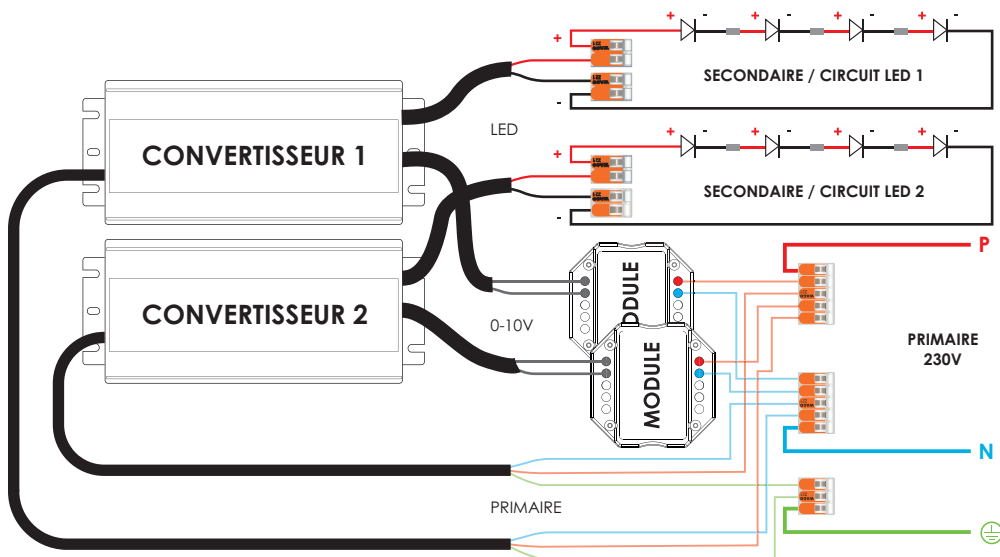 + - + - + - + -
+
SECONDAIRE / CIRCUIT LED 1
-
LED
CONVERTISSEUR 1
+ - + - + - + -
+
SECONDAIRE / CIRCUIT LED 2
-
P
CONVERTISSEUR 2
0-10V
MODULE
PRIMAIRE
230V
N
PRIMAIRE